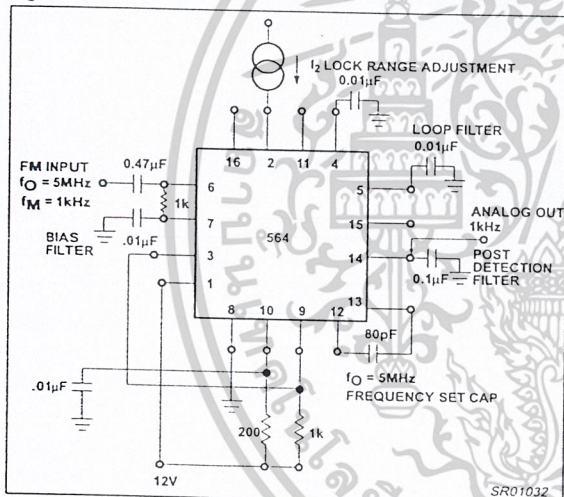 I₂ LOCK RANGE ADJUSTMENT
0.01µF
LOOP FILTER
0.01µF
16
2
11
4
FM INPUT
fO = 5MHz
fM = 1kHz
0.47µF
6
5
1k
7
15
ANALOG OUT
1kHz
BIAS
FILTER
.01µF
3
564
14
POST
DETECTION
FILTER
1
13
0.1µF
8
10
9
12
80pF
fO = 5MHz
FREQUENCY SET CAP
.01µF
200
1k
12V
SR01032